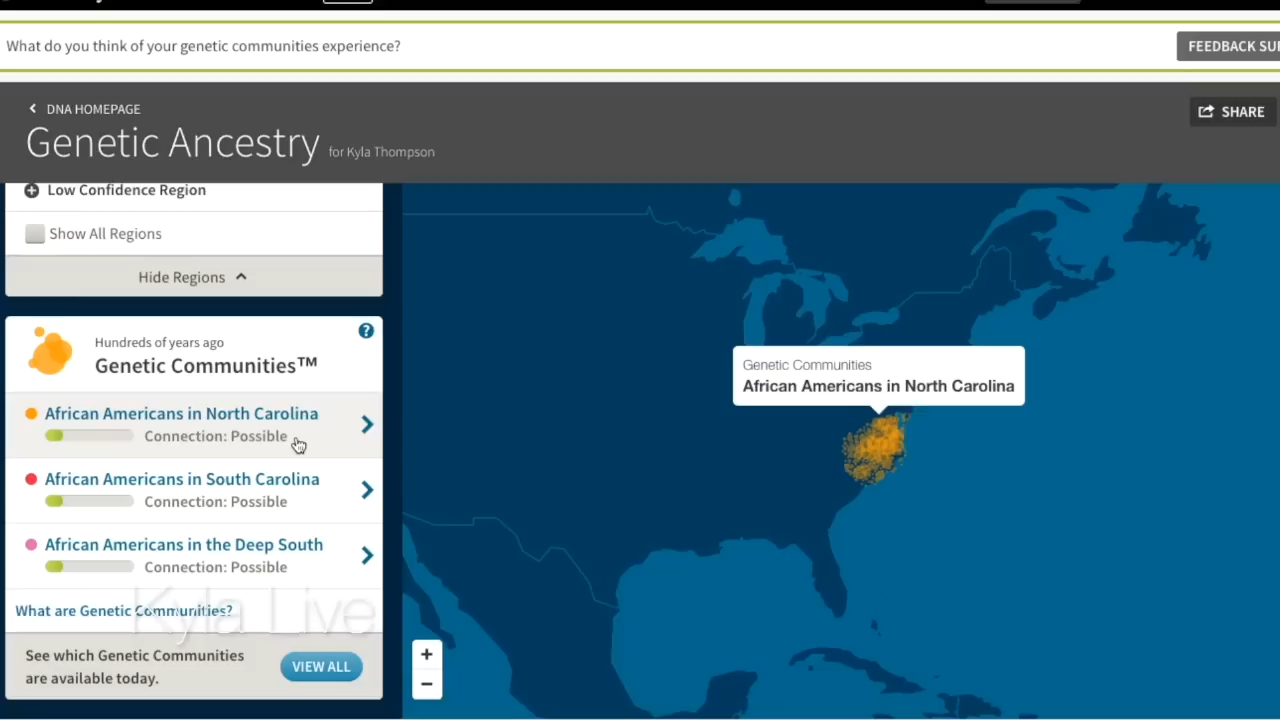 What do you think of your genetic communities experience?
FEEDBACK
DNA HOMEPAGE
Genetic Ancestry for Kyla Thompson
SHARE
Low Confidence Region
Show All Regions
Hide Regions
Hundreds of years ago
Genetic Communities™
African Americans in North Carolina
Connection: Possible
African Americans in South Carolina
Connection: Possible
African Americans in the Deep South
Connection: Possible
What are Genetic Communities?
Kyla Live
See which Genetic Communities
are available today.
VIEW ALL
Genetic Communities
African Americans in North Carolina